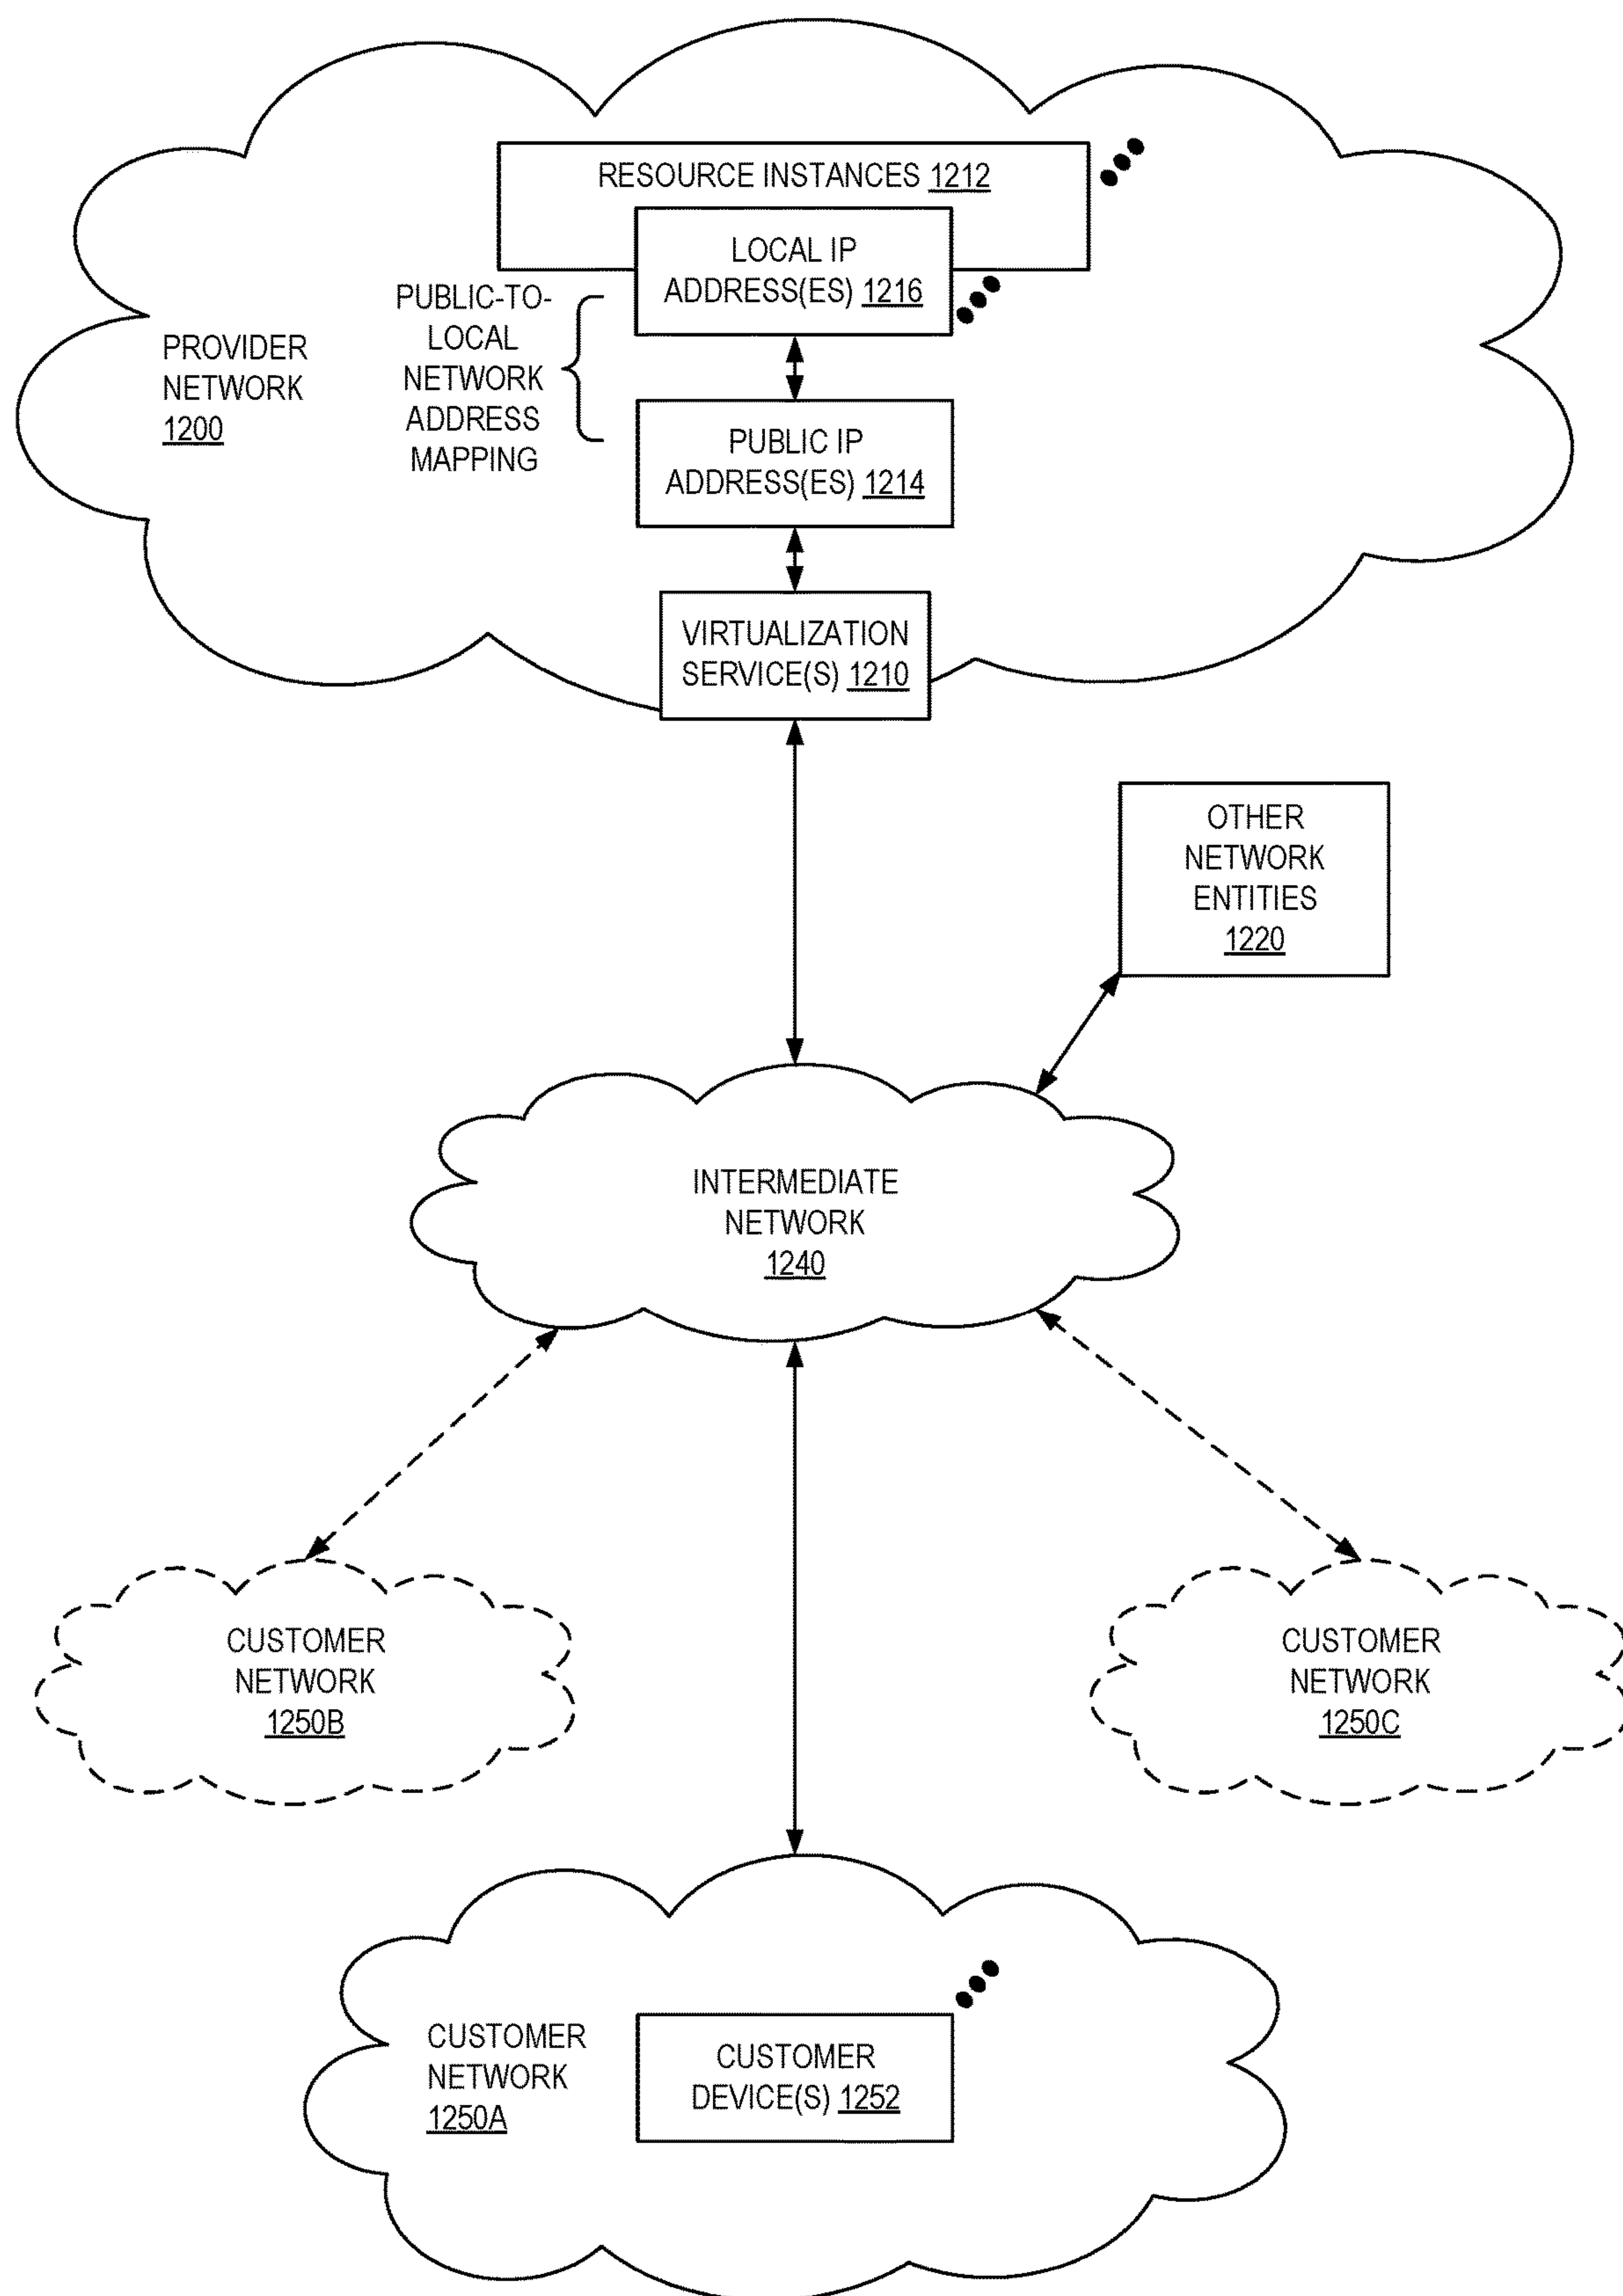 RESOURCE INSTANCES 1212
LOCAL IP
ADDRESS(ES) 1216
PUBLIC-TO-
LOCAL
NETWORK
ADDRESS
MAPPING
PROVIDER
NETWORK
1200
PUBLIC IP
ADDRESS(ES) 1214
VIRTUALIZATION
SERVICE(S) 1210
OTHER
NETWORK
ENTITIES
1220
INTERMEDIATE
NETWORK
1240
CUSTOMER
NETWORK
1250B
CUSTOMER
NETWORK
1250C
CUSTOMER
NETWORK
1250A
CUSTOMER
DEVICE(S) 1252